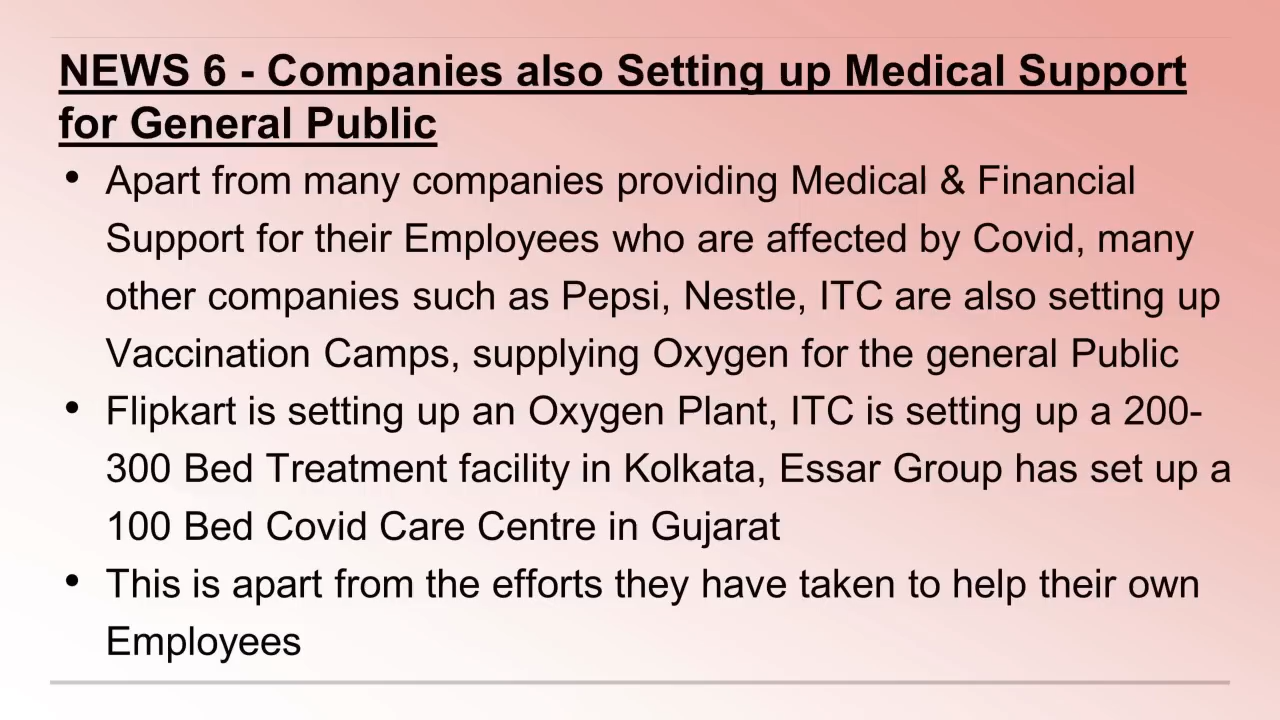 NEWS 6 - Companies also Setting up Medical Support
for General Public
• Apart from many companies providing Medical & Financial
Support for their Employees who are affected by Covid, many
other companies such as Pepsi, Nestle, ITC are also setting up
Vaccination Camps, supplying Oxygen for the general Public
• Flipkart is setting up an Oxygen Plant, ITC is setting up a 200-
300 Bed Treatment facility in Kolkata, Essar Group has set up a
100 Bed Covid Care Centre in Gujarat
• This is apart from the efforts they have taken to help their own
Employees